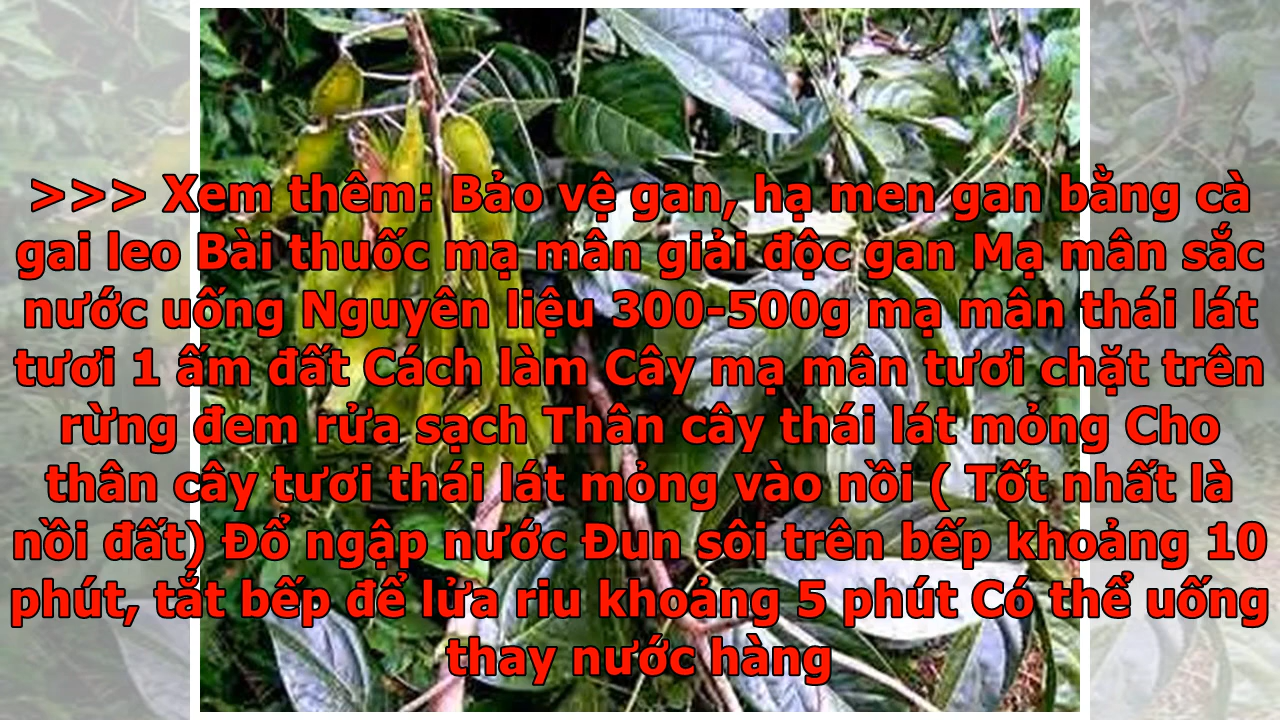 >>> Xem thêm: Bảo vệ gan, hạ men gan bằng cà
gai leo Bài thuốc mạ mân giải độc gan Mạ mân sắc
nước uống Nguyên liệu 300-500g mạ mân thái lát
tươi 1 ấm đất Cách làm Cây mạ mân tươi chặt trên
rừng đem rửa sạch Thân cây thái lát mỏng Cho
thân cây tươi thái lát mỏng vào nồi ( Tốt nhất là
nồi đất) Đổ ngập nước Đun sôi trên bếp khoảng 10
phút, tắt bếp để lửa riu khoảng 5 phút Có thể uống
thay nước hàng